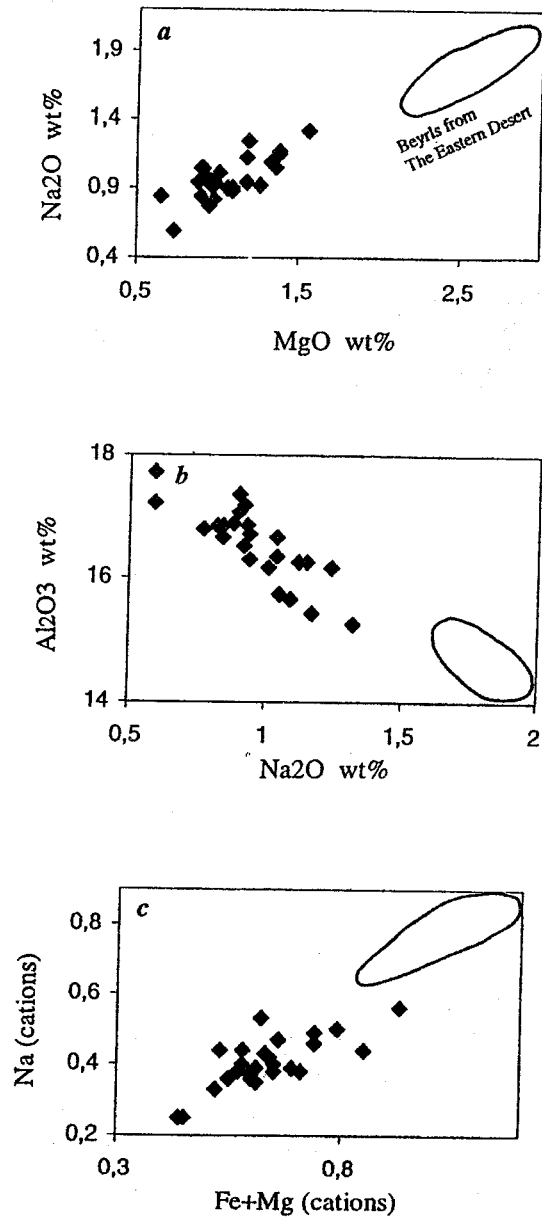 a
1,9
1,4
0,9
0,4
Na2O wt%
Beyrls from
The Eastern Desert
0,5
1,5
2,5
MgO wt%
b
18
16
14
Al2O3 wt%
0,5
1
1,5
2
Na2O wt%
c
0,8
0,6
0,4
0,2
Na (cations)
0,3
0,8
Fe+Mg (cations)